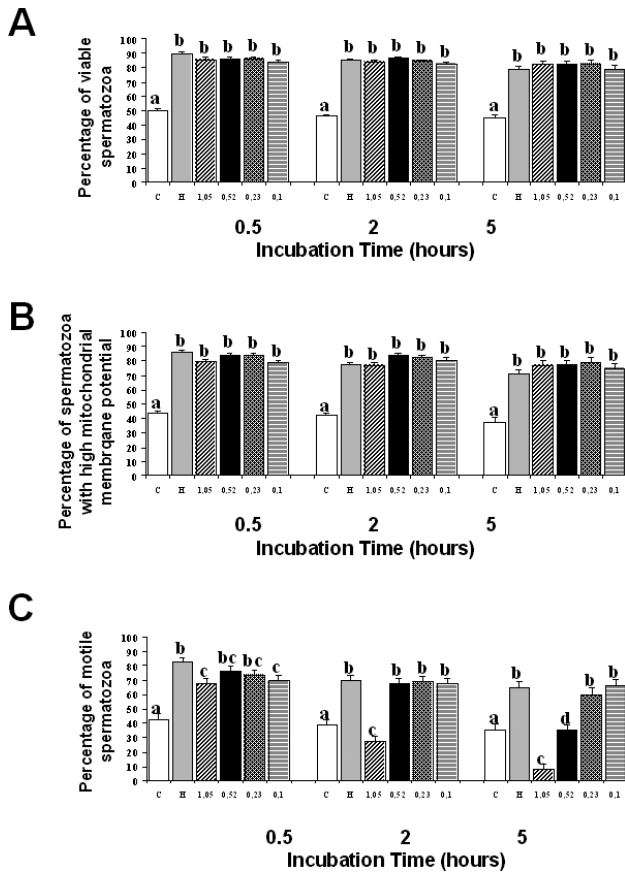 A
Percentage of viable
spermatozoa
100
90
80
70
60
50
40
30
20
10
0
a b b b b b
a b b b b b
a b b b b b
C H 1,05 0,52 0,23 0,1
C H 1,05 0,52 0,23 0,1
C H 1,05 0,52 0,23 0,1
0.5 2 5
Incubation Time (hours)
B
Percentage of spermatozoa
with high mitochondrial
membrqane potential
100
90
80
70
60
50
40
30
20
10
0
a b b b b b
a b b b b b
a b b b b b
C H 1,05 0,52 0,23 0,1
C H 1,05 0,52 0,23 0,1
C H 1,05 0,52 0,23 0,1
0.5 2 5
Incubation Time (hours)
C
Percentage of motile
spermatozoa
100
90
80
70
60
50
40
30
20
10
0
a b c bc bc c
a b c b b b
a b c d b b
C H 1,05 0,52 0,23 0,1
C H 1,05 0,52 0,23 0,1
C H 1,05 0,52 0,23 0,1
0.5 2 5
Incubation Time (hours)